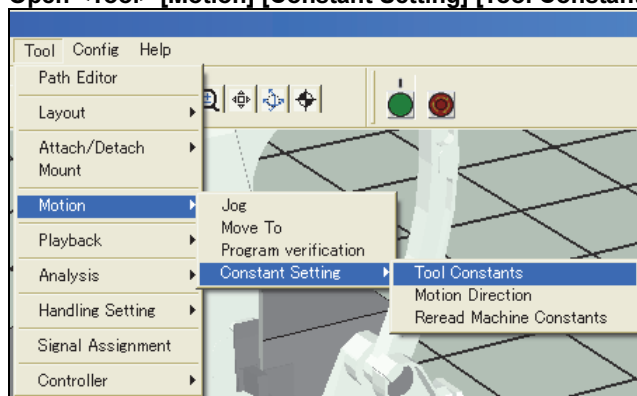 Open <Tool> [Motion]-[Constant Setting]-[Tool Constant
Tool Config Help
Path Editor
Layout
Attach/Detach
Mount
Motion
Jog
Move To
Playback
Program verification
Analysis
Constant Setting
Tool Constants
Motion Direction
Handling Setting
Reread Machine Constants
Signal Assignment
Controller